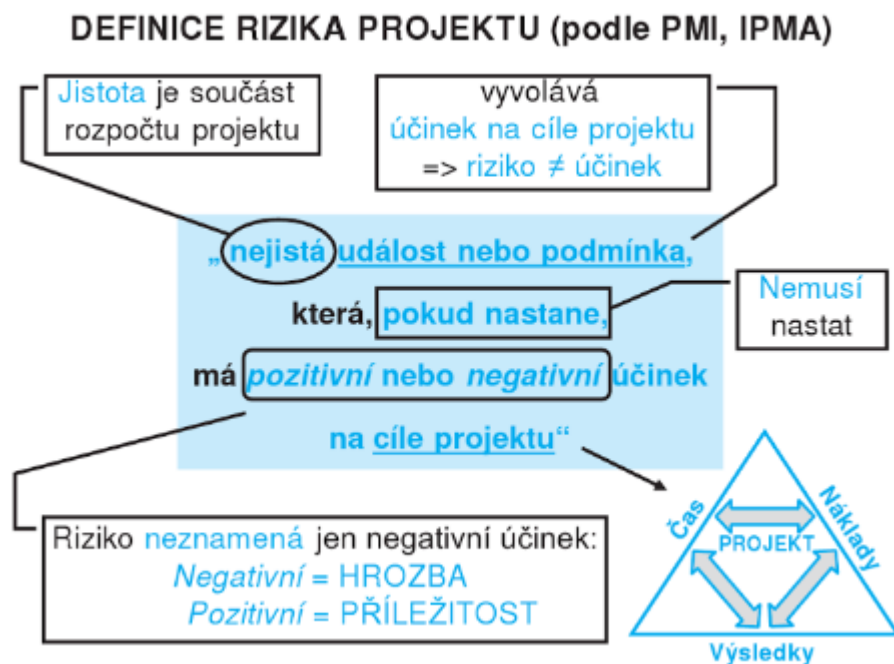 DEFINICE RIZIKA PROJEKTU (podle PMI, IPMA)
Jistota je součást
rozpočtu projektu
vyvolává
účinek na cíle projektu
=> riziko ≠ účinek
„nejistá událost nebo podmínka,
která, pokud nastane,
má pozitivní nebo negativní účinek
na cíle projektu“
Nemusí
nastat
Riziko neznamená jen negativní účinek:
Negativní = HROZBA
Pozitivní = PŘÍLEŽITOST
Čas
Náklady
PROJEKT
Výsledky